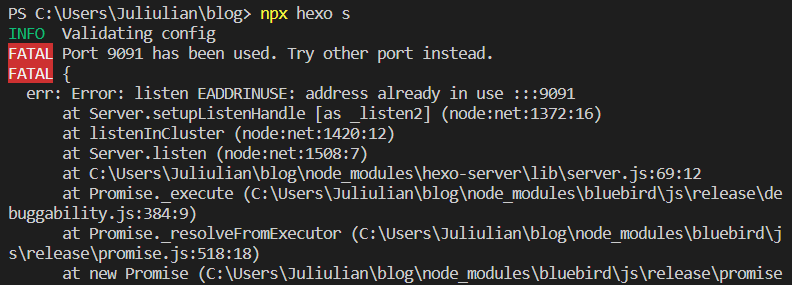 PS C:\Users\Juliulian\blog> npx hexo s
INFO  Validating config
FATAL Port 9091 has been used. Try other port instead.
FATAL {
  err: Error: listen EADDRINUSE: address already in use :::9091
      at Server.setupListenHandle [as _listen2] (node:net:1372:16)
      at listenInCluster (node:net:1420:12)
      at Server.listen (node:net:1508:7)
      at C:\Users\Juliulian\blog\node_modules\hexo-server\lib\server.js:69:12
      at Promise._execute (C:\Users\Juliulian\blog\node_modules\bluebird\js\release\de
buggability.js:384:9)
      at Promise._resolveFromExecutor (C:\Users\Juliulian\blog\node_modules\bluebird\j
s\release\promise.js:518:18)
      at new Promise (C:\Users\Juliulian\blog\node_modules\bluebird\js\release\promise